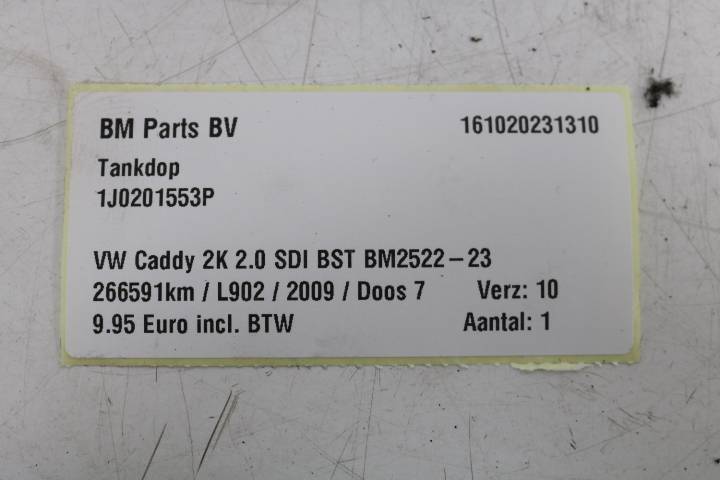 BM Parts BV 161020231310
Tankdop
1J0201553P
VW Caddy 2K 2.0 SDI BST BM2522-23
266591km / L902 / 2009 / Doos 7 Verz: 10
9.95 Euro incl. BTW Aantal: 1